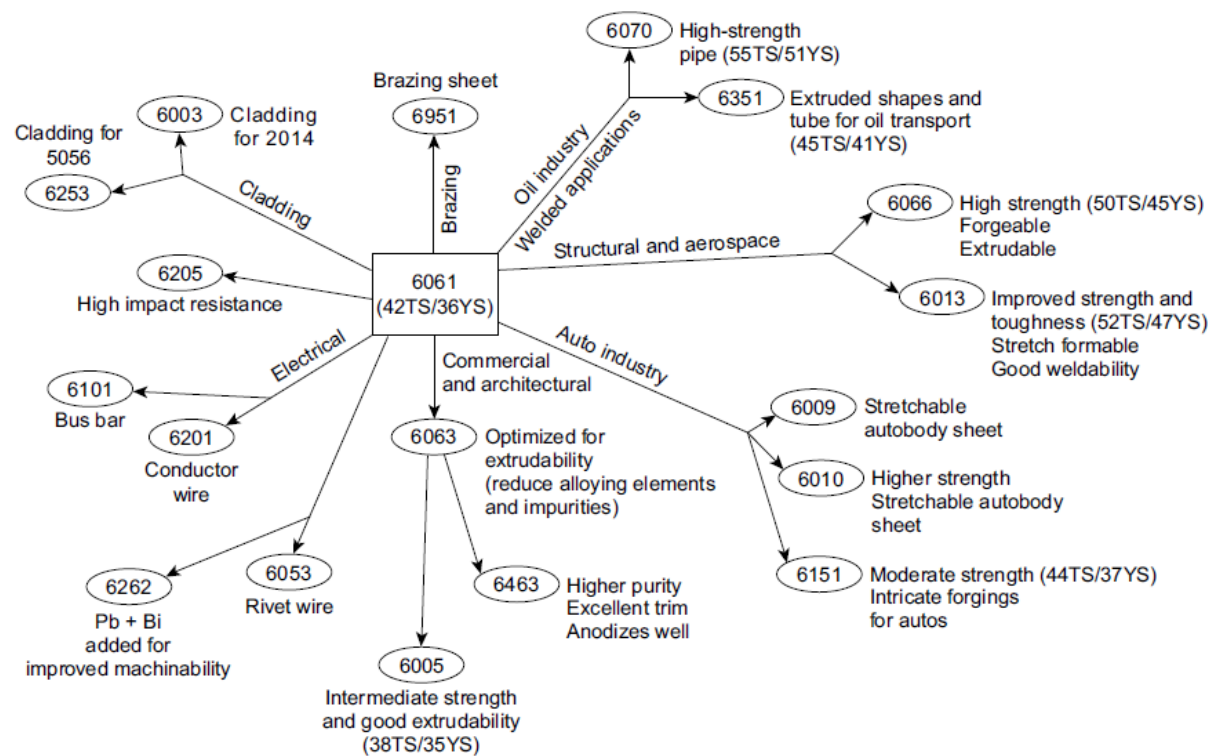 6070
High-strength
pipe (55TS/51YS)
Brazing sheet
6951
6351
Extruded shapes and
tube for oil transport
(45TS/41YS)
6003
Cladding
for 2014
Cladding for
5056
6253
Cladding
Brazing
Oil industry
Welded applications
Structural and aerospace
6066
High strength (50TS/45YS)
Forgeable
Extrudable
6205
High impact resistance
6061
(42TS/36YS)
6013
Improved strength and
toughness (52TS/47YS)
Stretch formable
Good weldability
Electrical
Commercial
and architectural
Auto industry
6101
Bus bar
6201
Conductor
wire
6063
Optimized for
extrudability
(reduce alloying elements
and impurities)
6009
Stretchable
autobody sheet
6010
Higher strength
Stretchable autobody
sheet
6262
Pb + Bi
added for
improved machinability
6053
Rivet wire
6463
Higher purity
Excellent trim
Anodizes well
6151
Moderate strength (44TS/37YS)
Intricate forgings
for autos
6005
Intermediate strength
and good extrudability
(38TS/35YS)